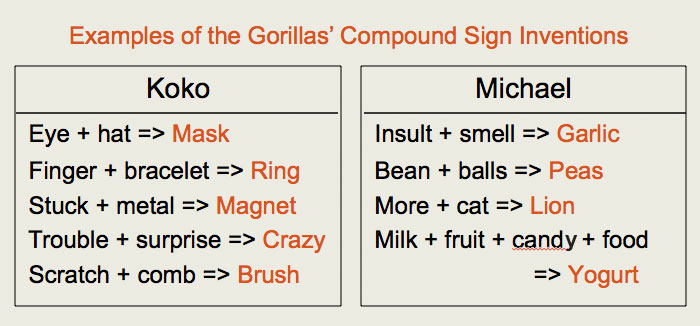 Examples of the Gorillas’ Compound Sign Inventions
Koko
Eye + hat => Mask
Finger + bracelet => Ring
Stuck + metal => Magnet
Trouble + surprise => Crazy
Scratch + comb => Brush
Michael
Insult + smell => Garlic
Bean + balls => Peas
More + cat => Lion
Milk + fruit + candy + food
=> Yogurt